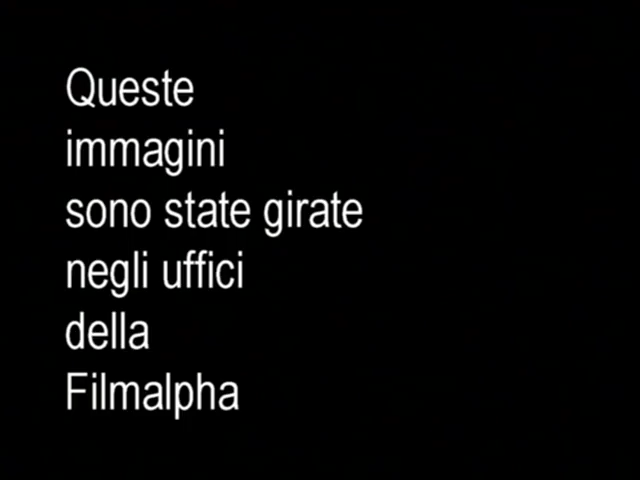 Queste
immagini
sono state girate
negli uffici
della
Filmalpha